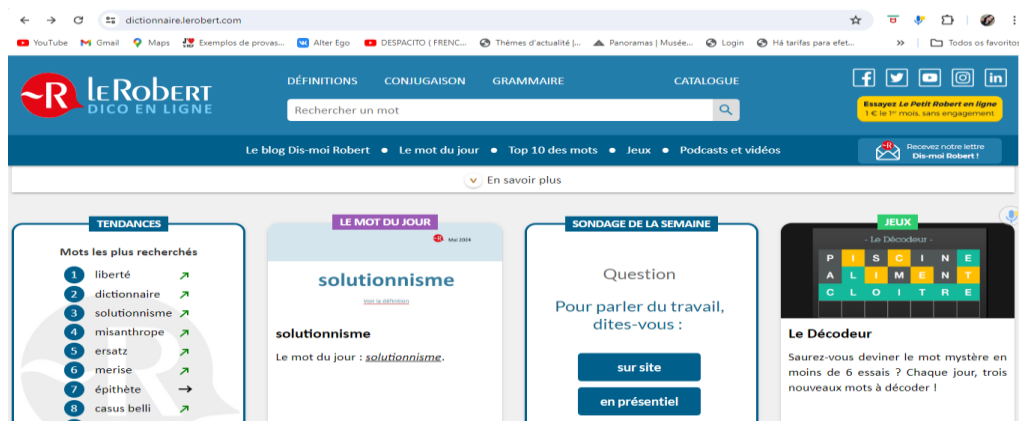 dictionnaire.lerobert.com
YouTube Gmail Maps Exemplos de provas... Alter Ego DESPACITO ( FRENC... Thèmes d'actualité |... Panoramas | Musée... Login Há tarifas para efet... » Todos os favoritos
~R LE ROBERT
DICO EN LIGNE
DÉFINITIONS CONJUGAISON GRAMMAIRE CATALOGUE
Rechercher un mot
Essayez Le Petit Robert en ligne
1 € le 1er mois, sans engagement
Le blog Dis-moi Robert • Le mot du jour • Top 10 des mots • Jeux • Podcasts et vidéos
Recevez notre lettre
Dis-moi Robert !
En savoir plus
TENDANCES
Mots les plus recherchés
1 liberté
2 dictionnaire
3 solutionnisme
4 misanthrope
5 ersatz
6 merise
7 épithète
8 casus belli
LE MOT DU JOUR
Mai 2024
solutionnisme
Voir la définition
solutionnisme
Le mot du jour : solutionnisme.
SONDAGE DE LA SEMAINE
Question
Pour parler du travail,
dites-vous :
sur site
en présentiel
JEUX
- Le Décodeur -
P I S C I N E
A L I M E N T
C L O I T R E
Le Décodeur
Saurez-vous deviner le mot mystère en
moins de 6 essais ? Chaque jour, trois
nouveaux mots à décoder !